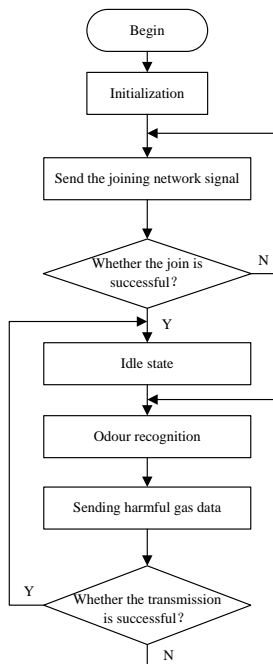 Begin
Initialization
Send the joining network signal
Whether the join is
successful?
N
Y
Idle state
Odour recognition
Sending harmful gas data
Whether the transmission
is successful?
Y
N